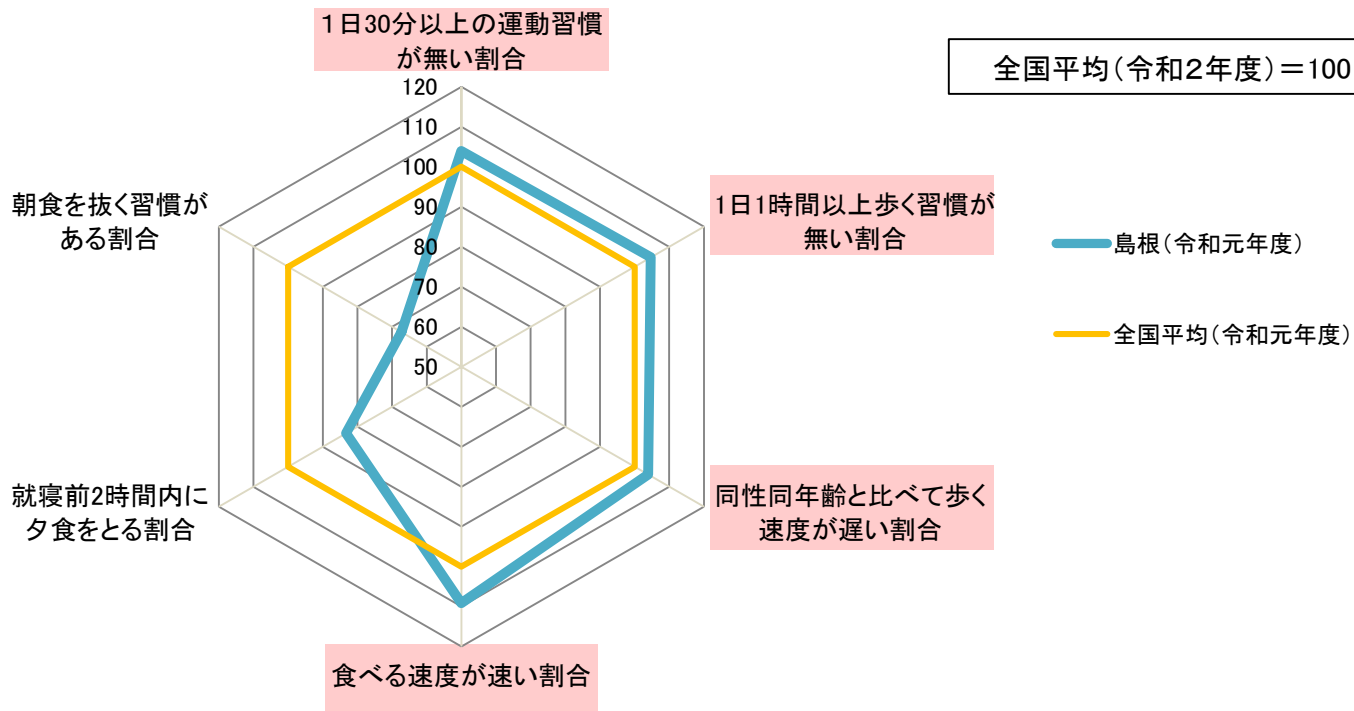 １日30分以上の運動習慣
が無い割合
全国平均（令和２年度）＝100
120
110
100
90
80
70
60
50
1日1時間以上歩く習慣が
無い割合
同性同年齢と比べて歩く
速度が遅い割合
食べる速度が速い割合
就寝前2時間内に
夕食をとる割合
朝食を抜く習慣が
ある割合
島根（令和元年度）
全国平均（令和元年度）